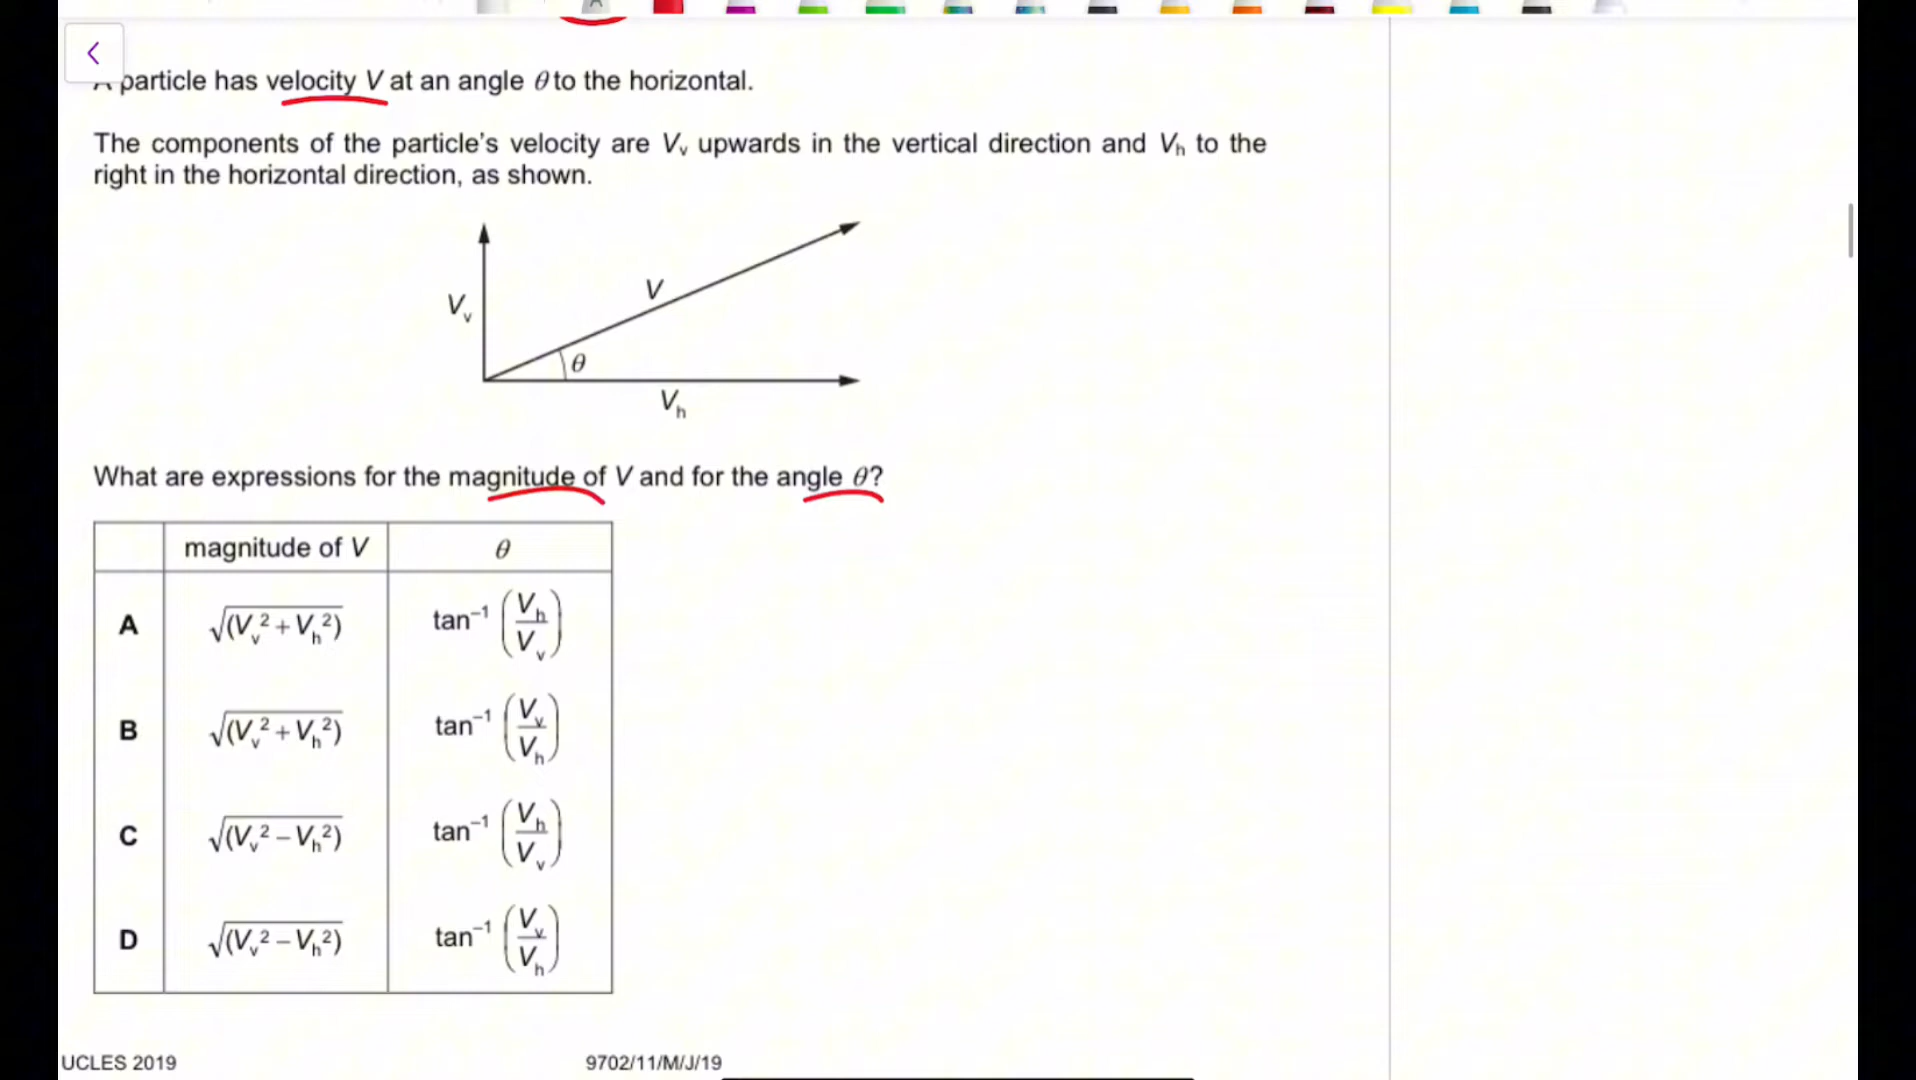 particle has velocity V at an angle θ to the horizontal.
The components of the particle's velocity are Vᵥ upwards in the vertical direction and Vₕ to the
right in the horizontal direction, as shown.
V
Vᵥ
θ
Vₕ
What are expressions for the magnitude of V and for the angle θ?
magnitude of V θ
A √(Vᵥ² + Vₕ²) tan⁻¹ (Vₕ/Vᵥ)
B √(Vᵥ² + Vₕ²) tan⁻¹ (Vᵥ/Vₕ)
C √(Vᵥ² – Vₕ²) tan⁻¹ (Vₕ/Vᵥ)
D √(Vᵥ² – Vₕ²) tan⁻¹ (Vᵥ/Vₕ)
UCLES 2019 9702/11/M/J/19